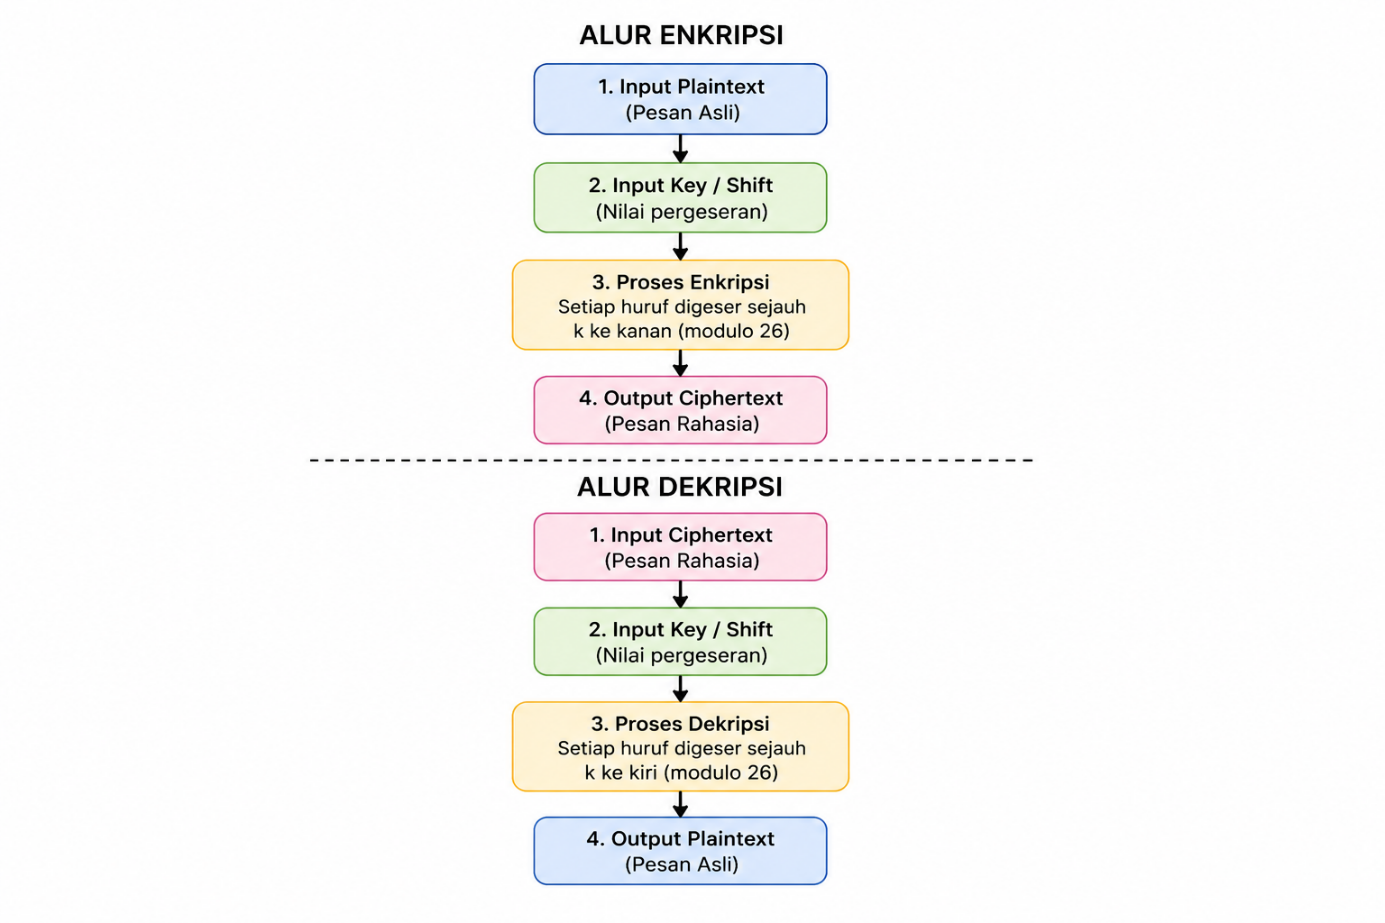 ALUR ENKRIPSI
1. Input Plaintext
(Pesan Asli)
2. Input Key / Shift
(Nilai pergeseran)
3. Proses Enkripsi
Setiap huruf digeser sejauh
k ke kanan (modulo 26)
4. Output Ciphertext
(Pesan Rahasia)
ALUR DEKRIPSI
1. Input Ciphertext
(Pesan Rahasia)
2. Input Key / Shift
(Nilai pergeseran)
3. Proses Dekripsi
Setiap huruf digeser sejauh
k ke kiri (modulo 26)
4. Output Plaintext
(Pesan Asli)